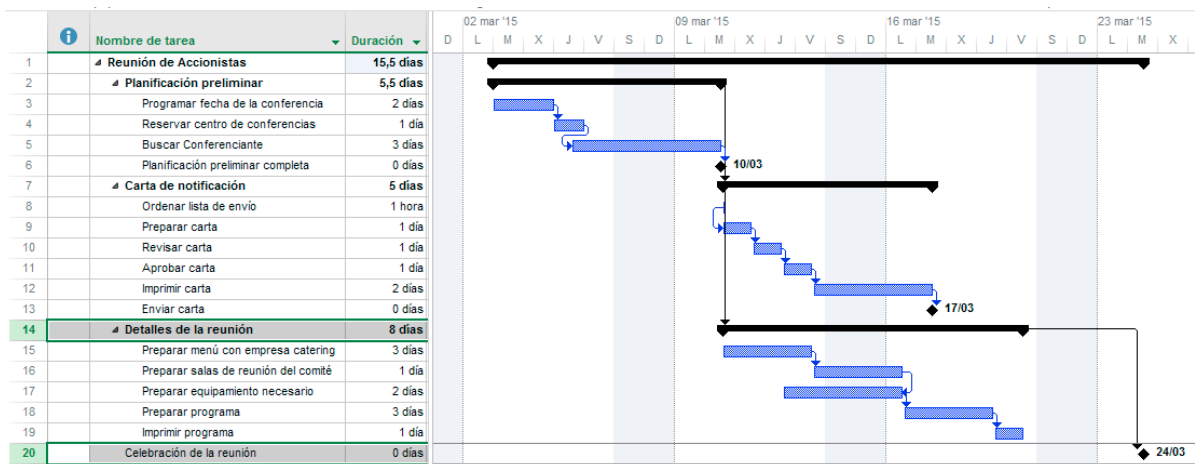 02 mar '15 09 mar '15 16 mar '15 23 mar '15
Nombre de tarea Duración D L M X J V S D L M X J V S D L M X J V S D L M X
1 Reunión de Accionistas 15,5 días
2 Planificación preliminar 5,5 días
3 Programar fecha de la conferencia 2 días
4 Reservar centro de conferencias 1 día
5 Buscar Conferenciante 3 días
6 Planificación preliminar completa 0 días 10/03
7 Carta de notificación 5 días
8 Ordenar lista de envío 1 hora
9 Preparar carta 1 día
10 Revisar carta 1 día
11 Aprobar carta 1 día
12 Imprimir carta 2 días
13 Enviar carta 0 días 17/03
14 Detalles de la reunión 8 días
15 Preparar menú con empresa catering 3 días
16 Preparar salas de reunión del comité 1 día
17 Preparar equipamiento necesario 2 días
18 Preparar programa 3 días
19 Imprimir programa 1 día
20 Celebración de la reunión 0 días 24/03